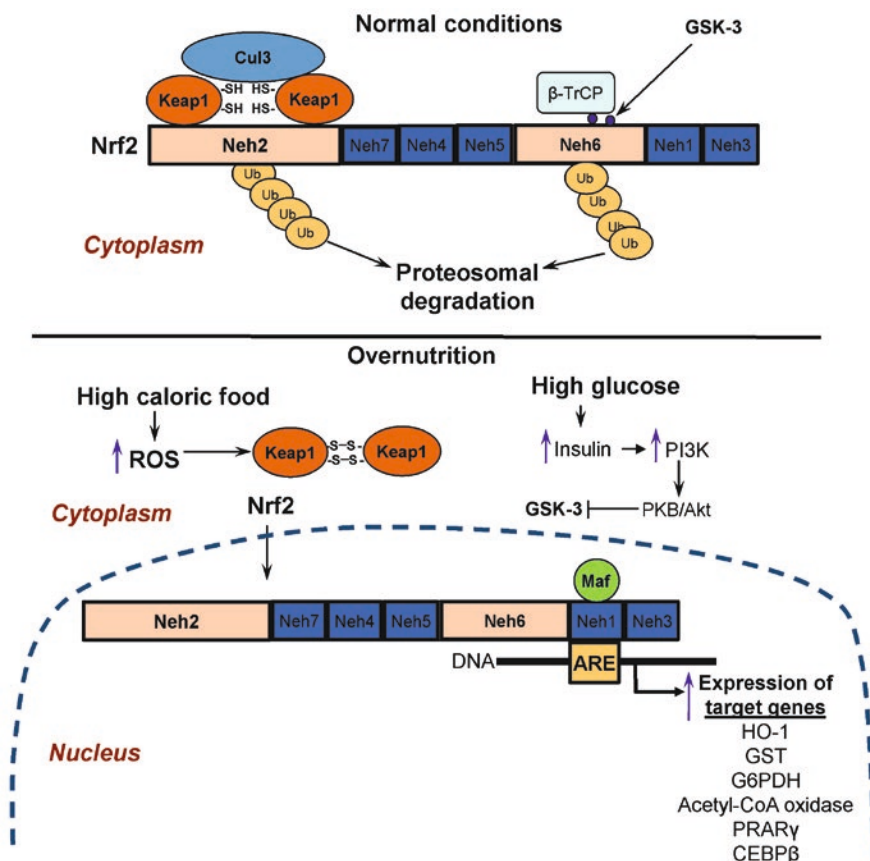 Normal conditions
GSK-3
Cul3
-SH HS-
Keap1
Keap1
-SH HS-
β-TrCP
Nrf2
Neh2
Neh7
Neh4
Neh5
Neh6
Neh1
Neh3
Ub
Ub
Ub
Ub
Ub
Ub
Ub
Ub
Cytoplasm
Proteosomal
degradation
Overnutrition
High caloric food
High glucose
ROS
Keap1
-S-S-
-S-S-
Keap1
Insulin
PI3K
Cytoplasm
Nrf2
GSK-3
PKB/Akt
Maf
Neh2
Neh7
Neh4
Neh5
Neh6
Neh1
Neh3
DNA
ARE
Expression of
target genes
Nucleus
HO-1
GST
G6PDH
Acetyl-CoA oxidase
PRARγ
CEBPβ